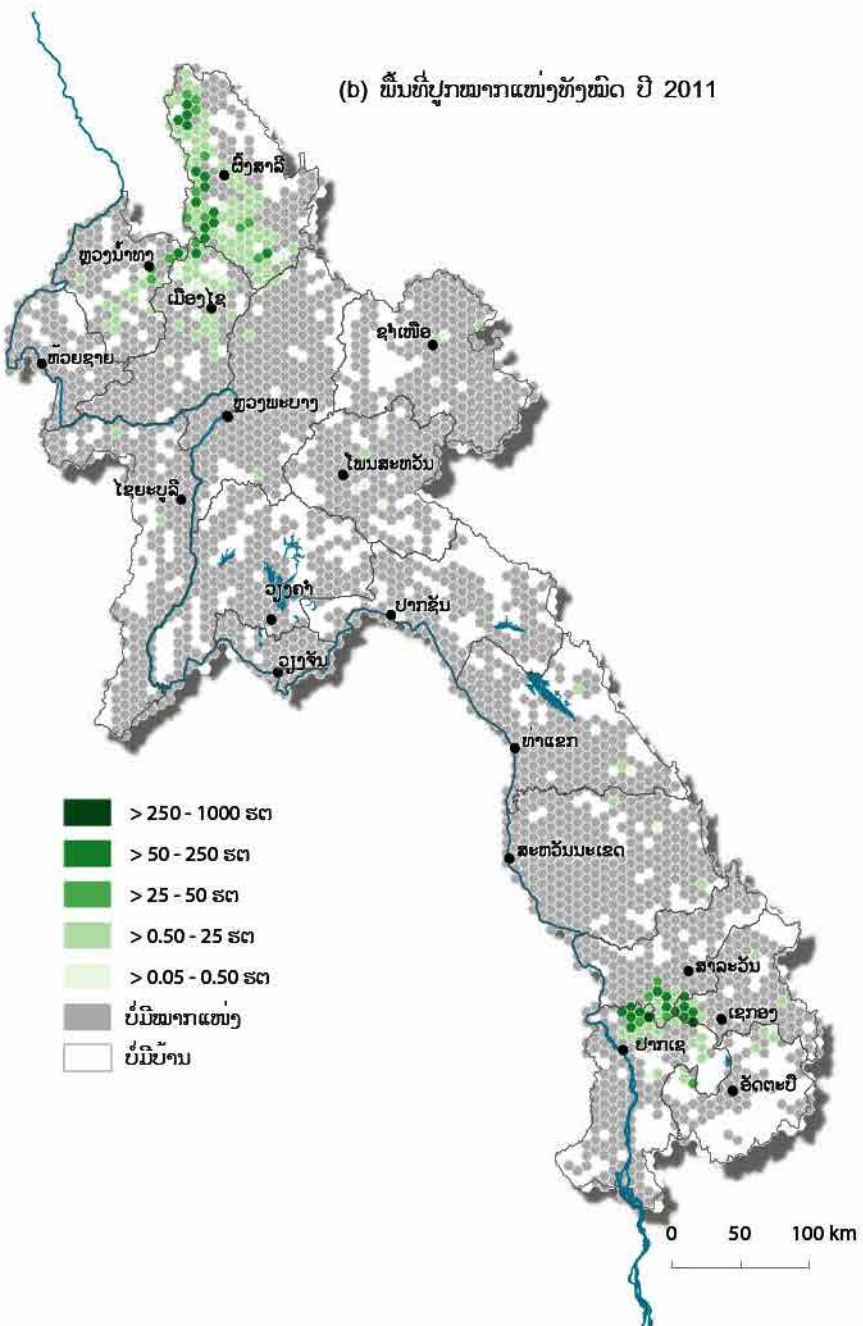 (b) ພື້ນທີ່ປູກໝາກແໜ່ງທັງໝົດ ປີ 2011
ຜົ້ງສາລີ
ຫຼວງນ້ຳທາ
ເມືອງໄຊ
ຊຳເໜືອ
ຫ້ວຍຊາຍ
ຫຼວງພະບາງ
ໂພນສະຫວັນ
ໄຊຍະບູລີ
ວຽງຄຳ
ປາກຊັນ
ວຽງຈັນ
ທ່າແຂກ
> 250 - 1000 ຮຕ
> 50 - 250 ຮຕ
> 25 - 50 ຮຕ
> 0.50 - 25 ຮຕ
> 0.05 - 0.50 ຮຕ
ບໍ່ມີໝາກແໜ່ງ
ບໍ່ມີບ້ານ
ສະຫວັນນະເຂດ
ສາລະວັນ
ເຊກອງ
ປາກເຊ
ອັດຕະປື
0 50 100 km